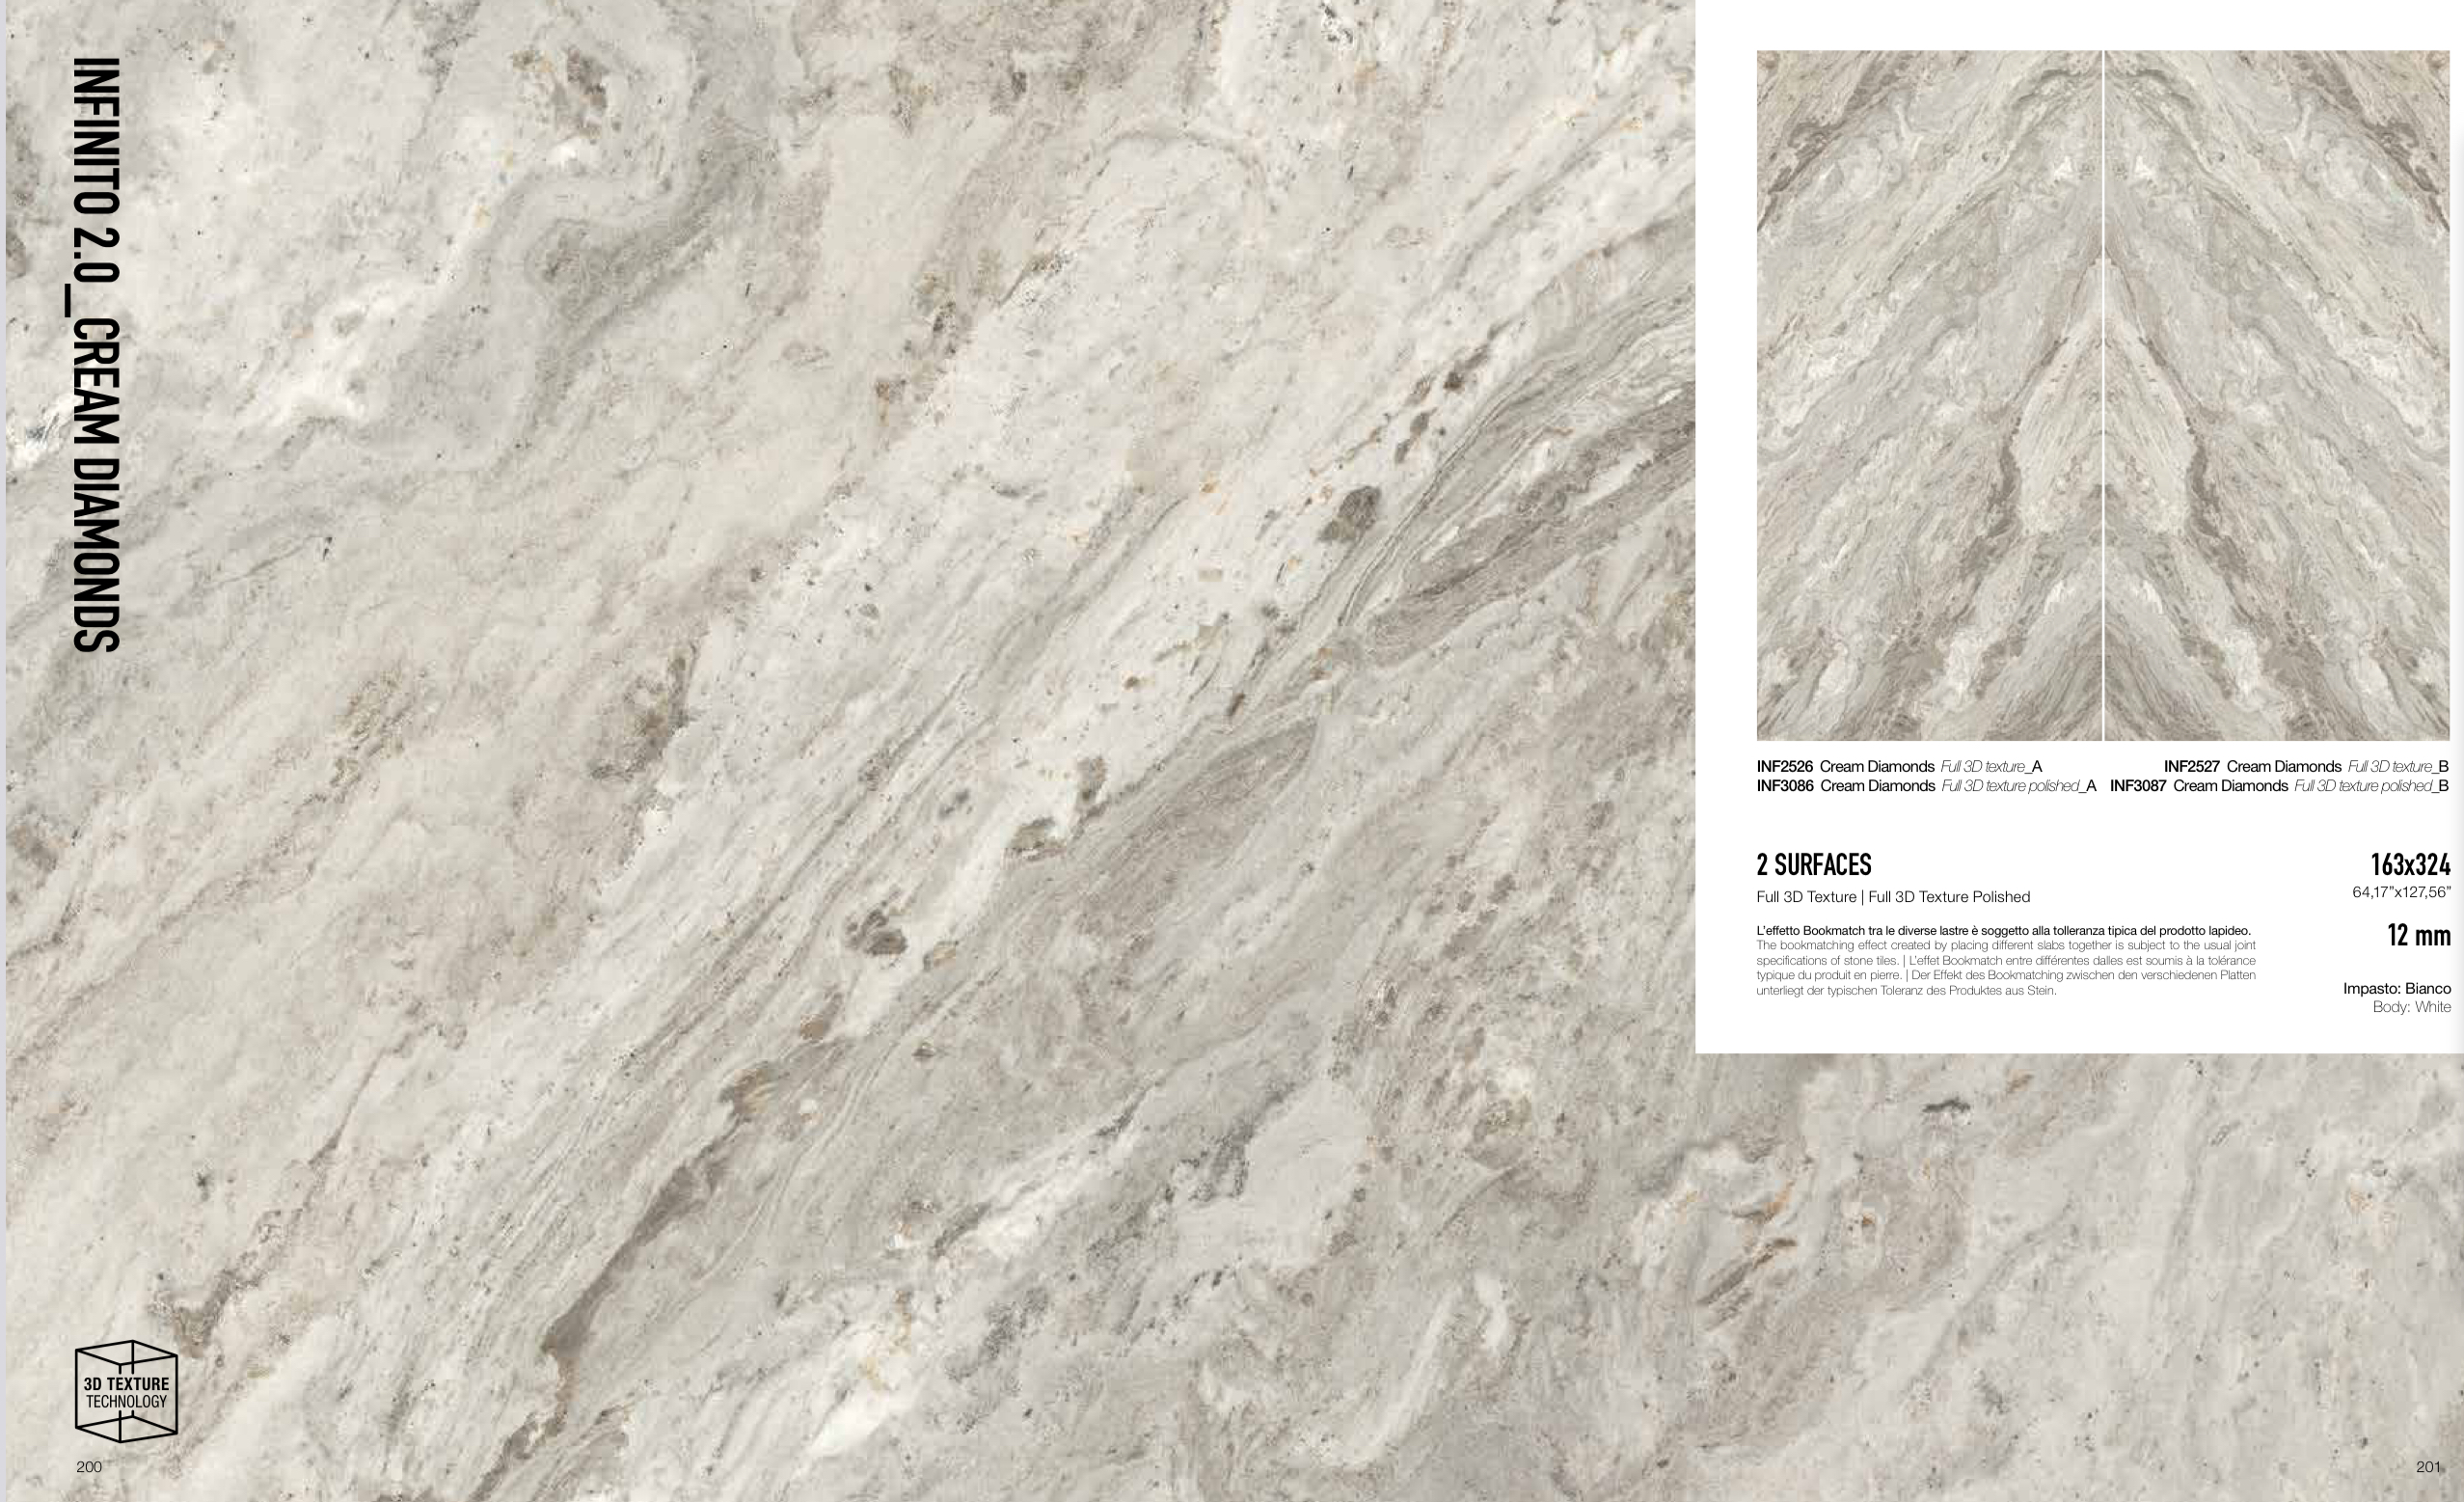 INFINITO 2.0_CREAM DIAMONDS
INF2526 Cream Diamonds Full 3D texture_A
INF2527 Cream Diamonds Full 3D texture_B
INF3086 Cream Diamonds Full 3D texture polished_A
INF3087 Cream Diamonds Full 3D texture polished_B
2 SURFACES
Full 3D Texture | Full 3D Texture Polished
L'effetto Bookmatch tra le diverse lastre è soggetto alla tolleranza tipica del prodotto lapideo.
The bookmatching effect created by placing different slabs together is subject to the usual joint
specifications of stone tiles. | L'effet Bookmatch entre différentes dalles est soumis à la tolérance
typique du produit en pierre. | Der Effekt des Bookmatching zwischen den verschiedenen Platten
unterliegt der typischen Toleranz des Produktes aus Stein.
163x324
64,17”x127,56”
12 mm
Impasto: Bianco
Body: White
3D TEXTURE
TECHNOLOGY
200
201